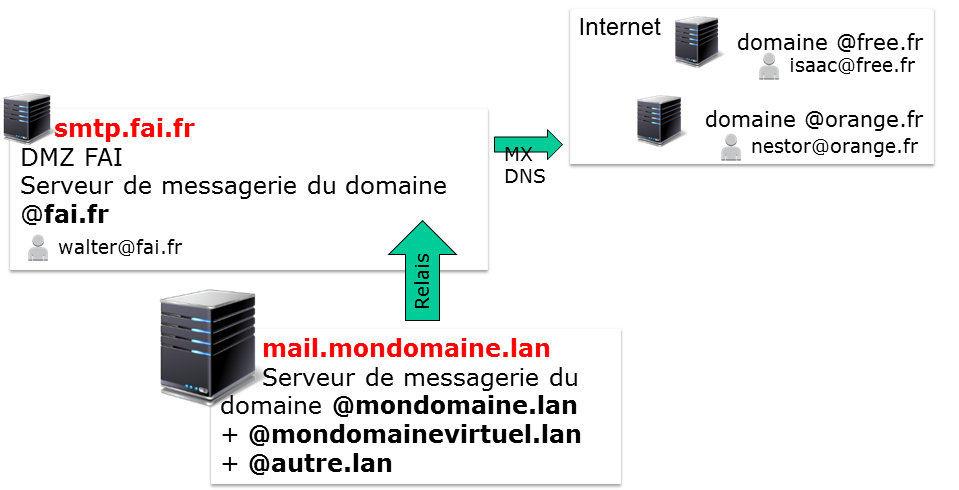 Internet
domaine @free.fr
isaac@free.fr
domaine @orange.fr
nestor@orange.fr
smtp.fai.fr
DMZ FAI
Serveur de messagerie du domaine
@fai.fr
walter@fai.fr
MX
DNS
Relais
mail.mondomaine.lan
Serveur de messagerie du
domaine @mondomaine.lan
+ @mondomainevirtuel.lan
+ @autre.lan